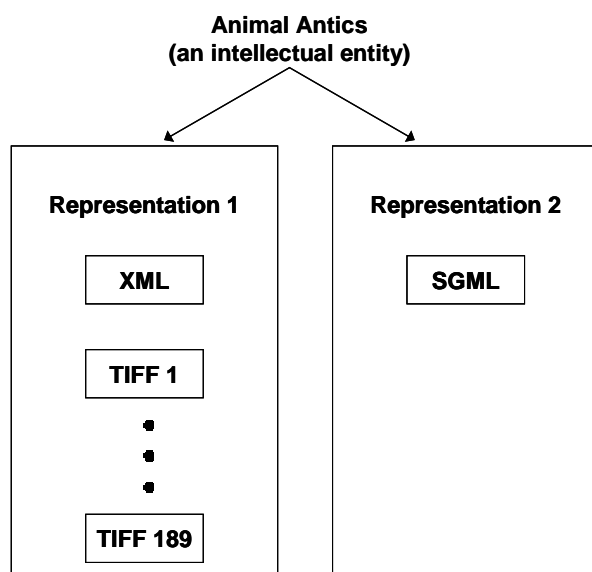 Animal Antics
(an intellectual entity)
Representation 1
XML
TIFF 1
TIFF 189
Representation 2
SGML